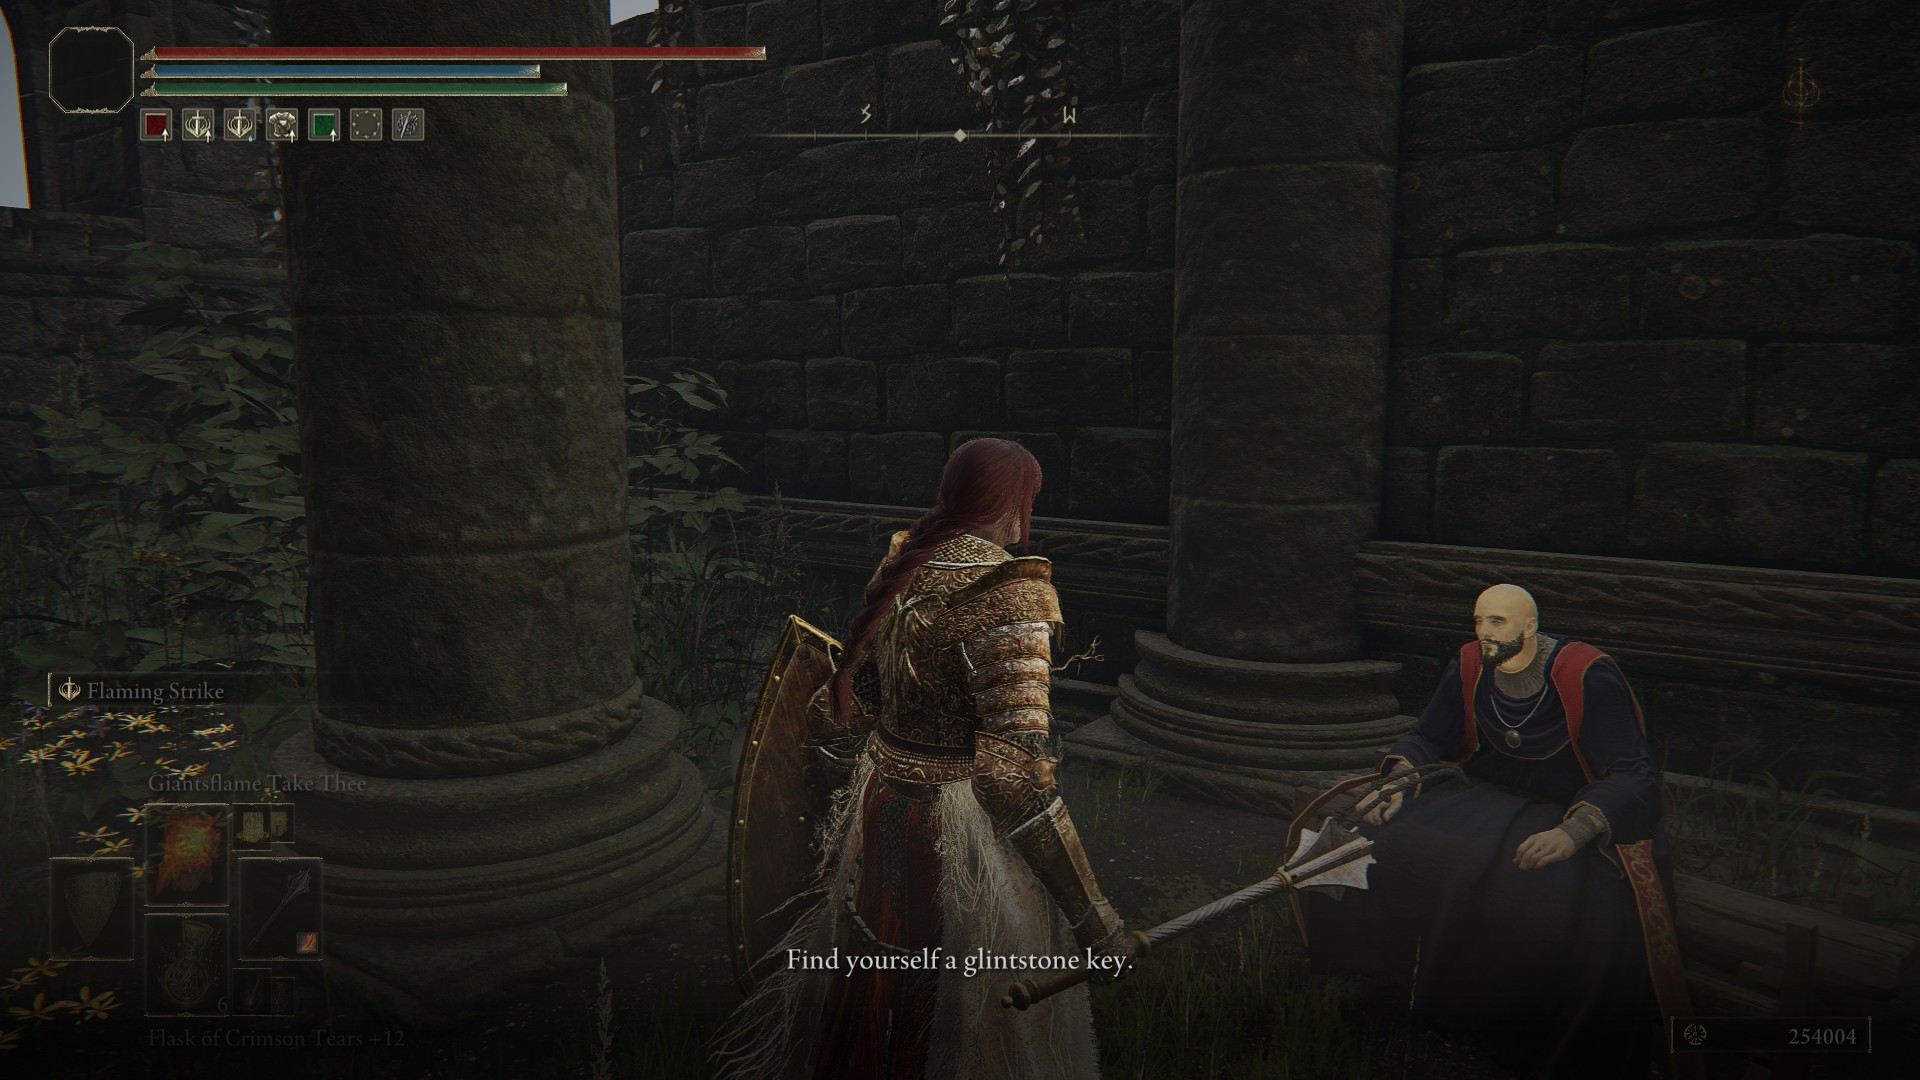 S
W
Flaming Strike
Giantsflame Take Thee
6
Find yourself a glintstone key.
Flask of Crimson Tears +12
254004